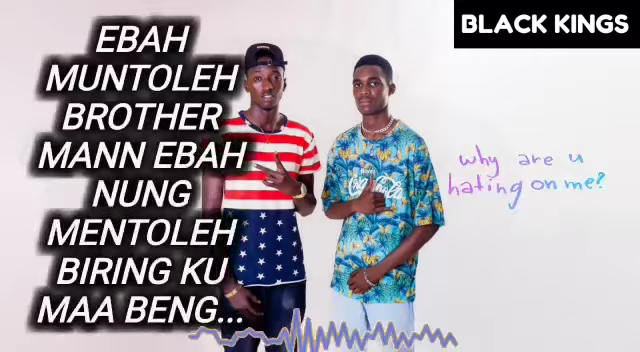 BLACK KINGS
EBAH
MUNTOLEH
BROTHER
MANN EBAH
NUNG
MENTOLEH
BIRING KU
MAA BENG...
why are u
hating on me?